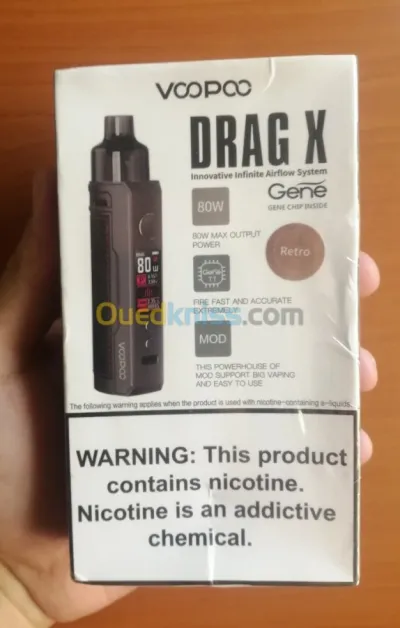 VOOPOO
DRAG X
Innovative Infinite Airflow System
Gene
GENE CHIP INSIDE
80W
80W MAX OUTPUT
POWER
Retro
Gene
TT
FIRE FAST AND ACCURATE
EXTREMELY
Ouedkniss.com
MOD
THIS POWERHOUSE OF
MOD SUPPORT BIG VAPING
AND EASY TO USE
80
VOOPOO
The following warning applies when the product is used with nicotine-containing e-liquids.
WARNING: This product
contains nicotine.
Nicotine is an addictive
chemical.